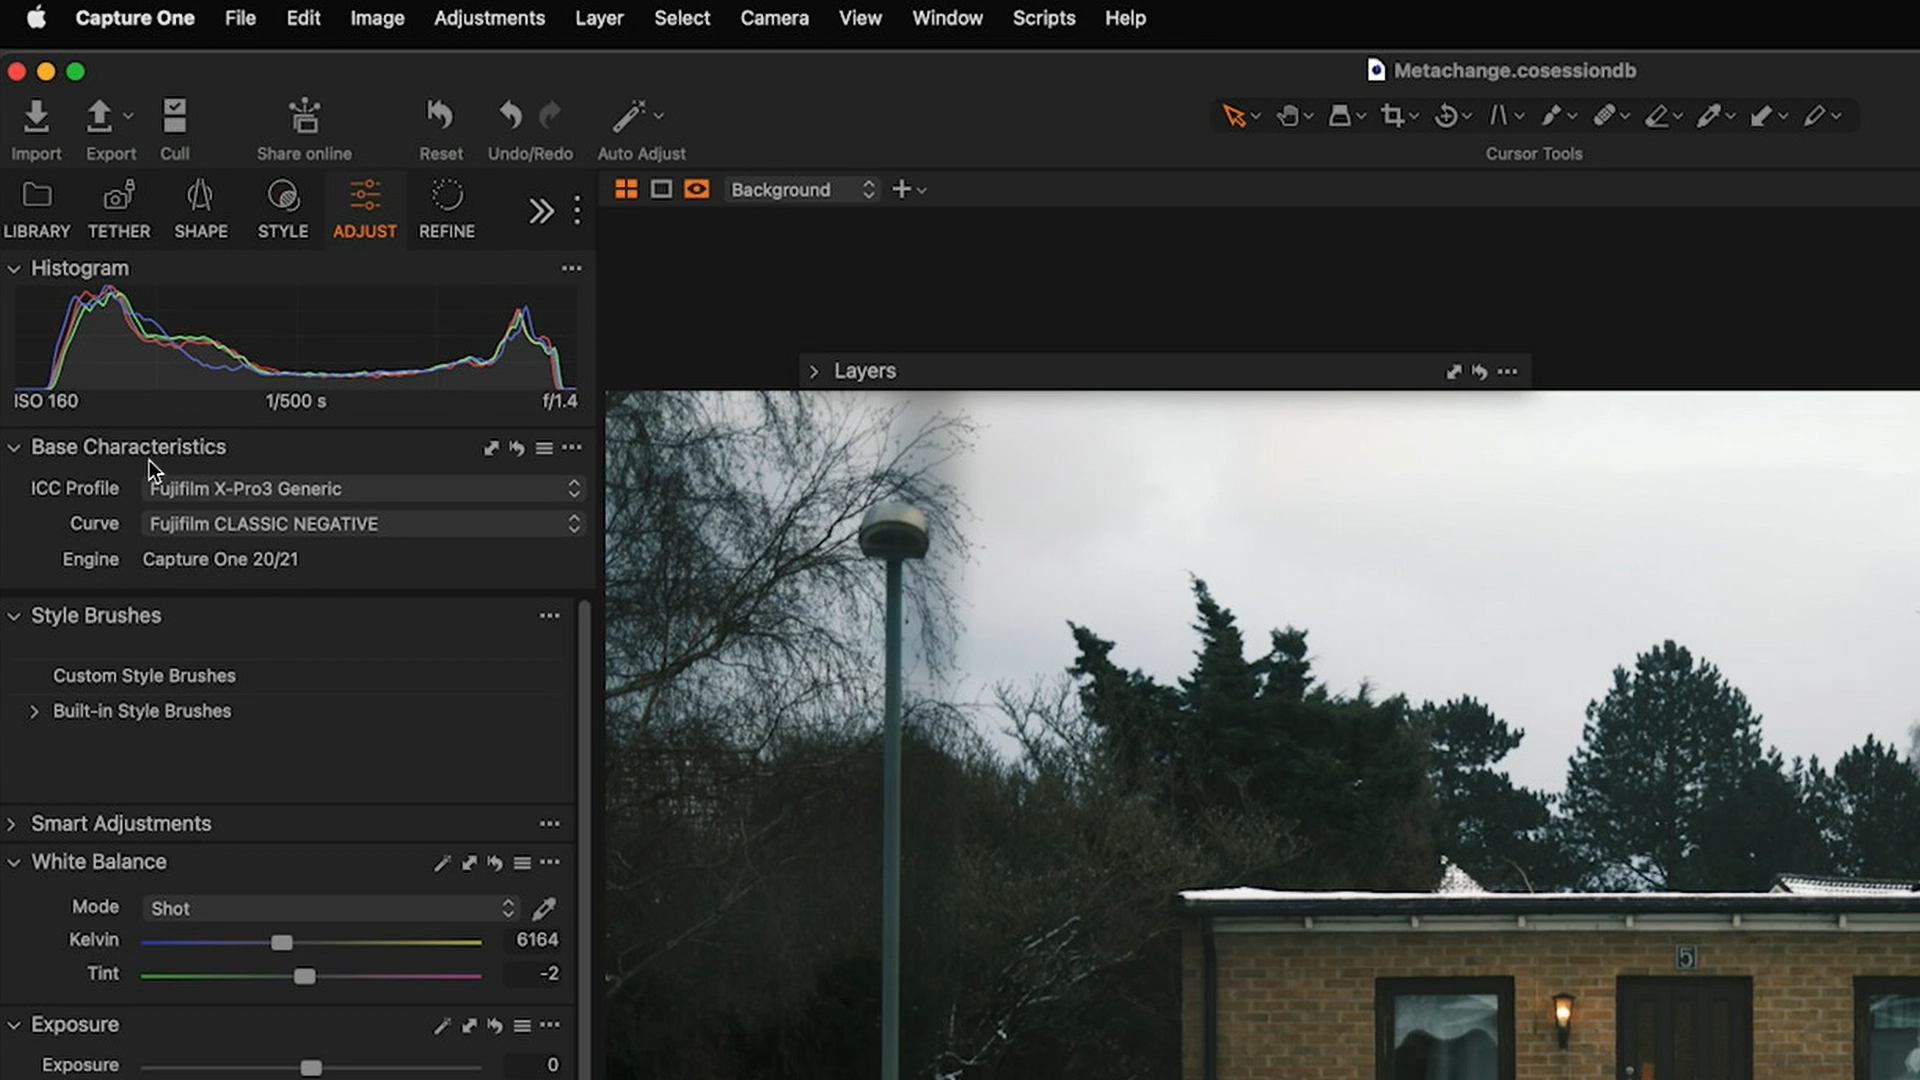 Capture One File Edit Image Adjustments Layer Select Camera View Window Scripts Help
Metachange.cosessiondb
Import Export Cull Share online Reset Undo/Redo Auto Adjust Cursor Tools
LIBRARY TETHER SHAPE STYLE ADJUST REFINE
Background
Histogram
ISO 160 1/500 s f/1.4
Layers
Base Characteristics
ICC Profile Fujifilm X-Pro3 Generic
Curve Fujifilm CLASSIC NEGATIVE
Engine Capture One 20/21
Style Brushes
Custom Style Brushes
Built-in Style Brushes
Smart Adjustments
White Balance
Mode Shot
Kelvin 6164
Tint -2
Exposure
Exposure 0
5